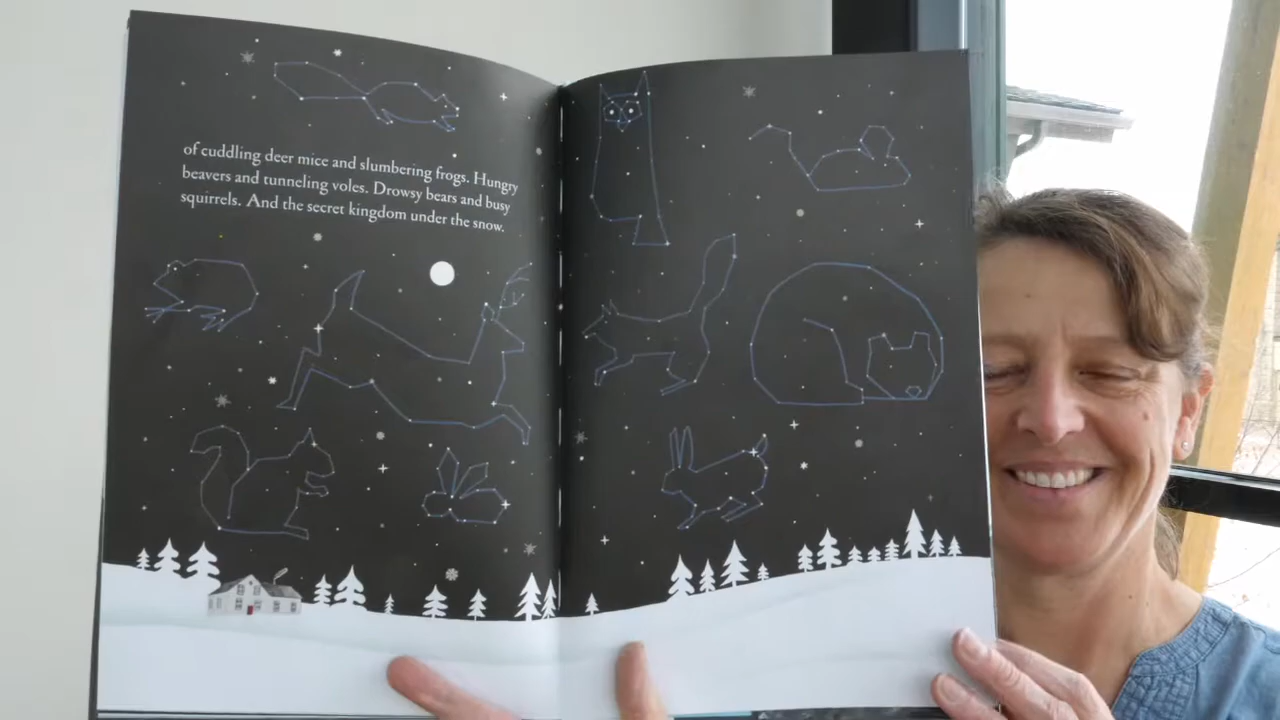 of cuddling deer mice and slumbering frogs. Hungry
beavers and tunneling voles. Drowsy bears and busy
squirrels. And the secret kingdom under the snow.